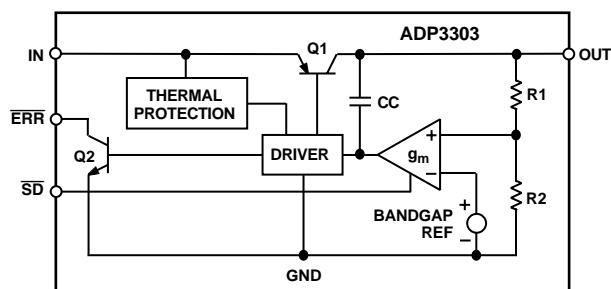 ADP3303
IN
Q1
OUT
THERMAL
PROTECTION
CC
R1
ERR
Q2
DRIVER
gm
+
−
SD
R2
BANDGAP
REF
+
−
GND